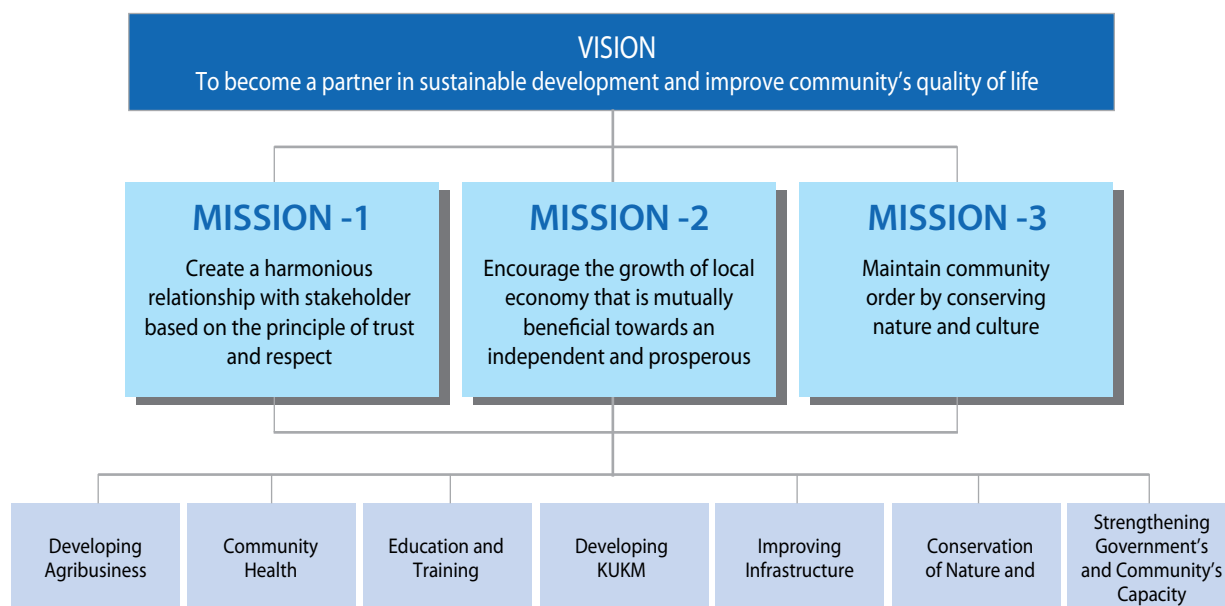 VISION
To become a partner in sustainable development and improve community's quality of life
MISSION -1
Create a harmonious
relationship with stakeholder
based on the principle of trust
and respect
MISSION -2
Encourage the growth of local
economy that is mutually
beneficial towards an
independent and prosperous
MISSION -3
Maintain community
order by conserving
nature and culture
Developing
Agribusiness
Community
Health
Education and
Training
Developing
KUKM
Improving
Infrastructure
Conservation
of Nature and
Strengthening
Government's
and Community's
Capacity